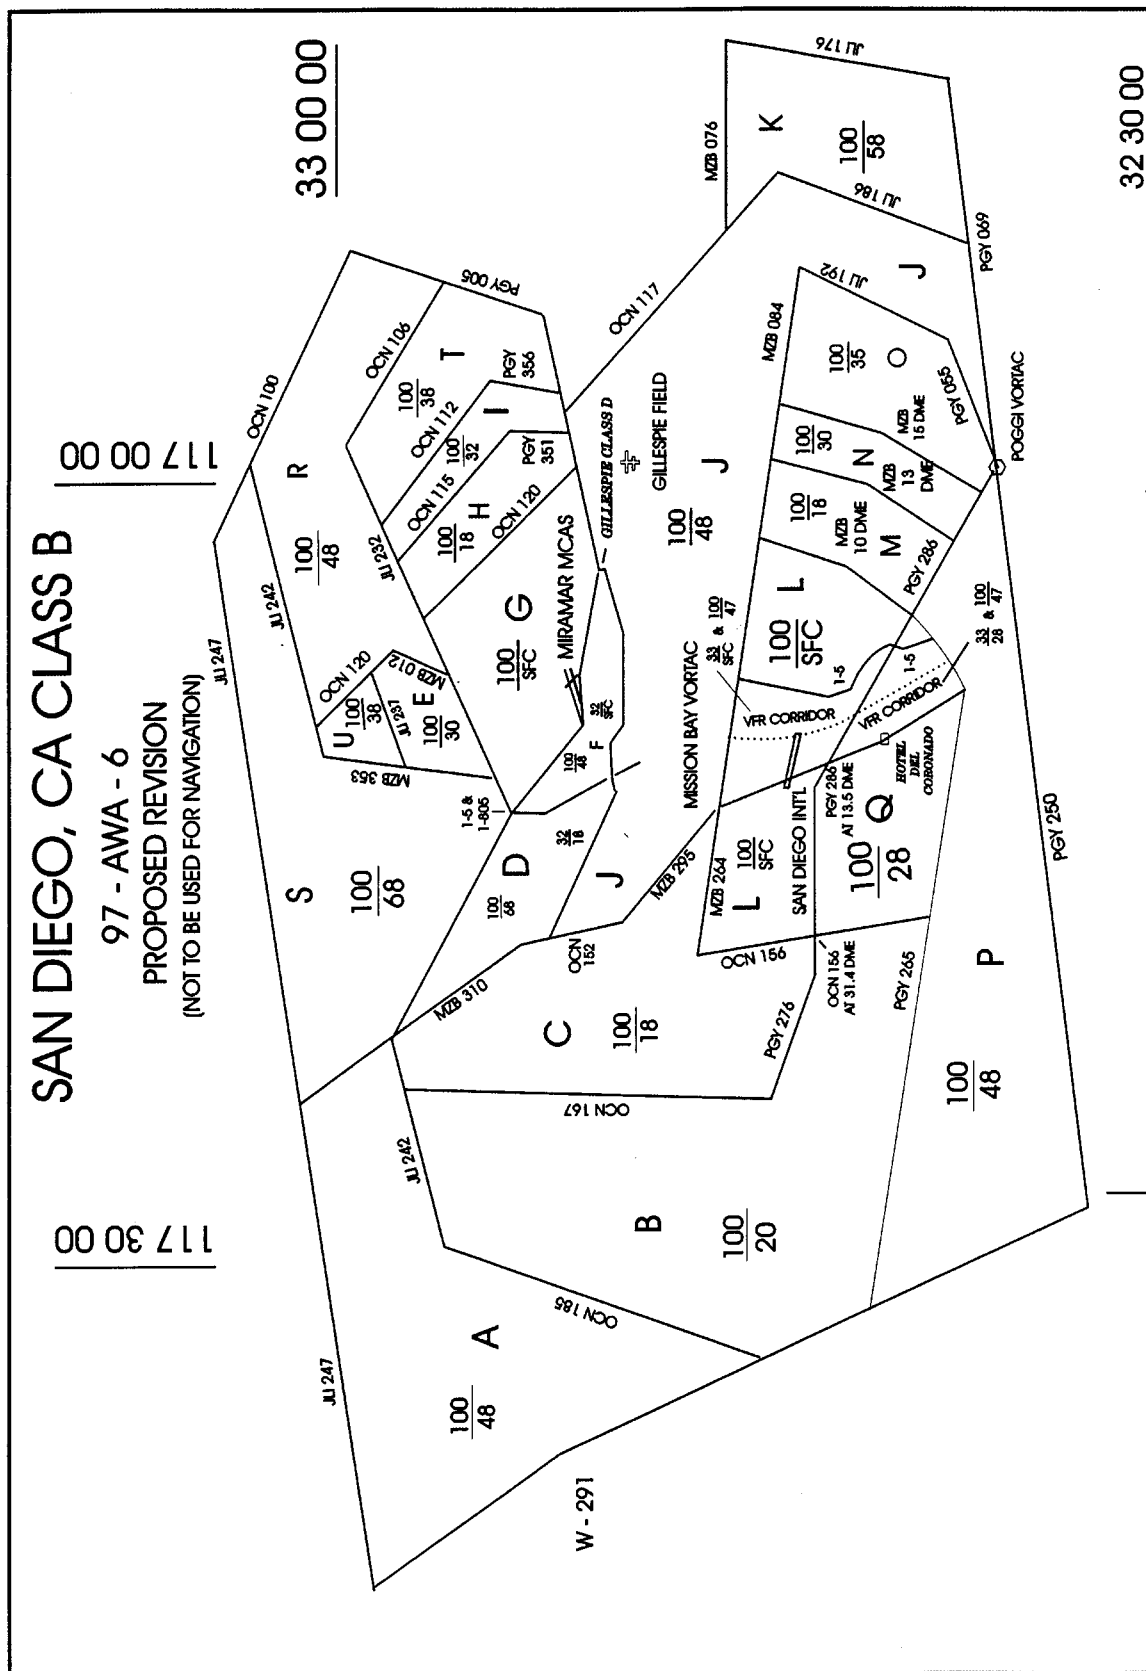 SAN DIEGO, CA CLASS B
97 - AWA - 6
PROPOSED REVISION
(NOT TO BE USED FOR NAVIGATION)
117 30 00
117 00 00
33 00 00
32 30 00
JLI 247
JLI 247
JLI 242
OCN 100
S
100
68
R
100
48
JLI 242
OCN 120
U
100
38
JLI 237
MZB 012
E
100
30
MZB 353
JLI 232
OCN 106
PGY 005
T
100
38
OCN 112
I
100
32
PGY
356
OCN 115
PGY
351
H
100
18
OCN 120
G
100
SFC
MIRAMAR MCAS
I-5 &
I-805
A
100
48
OCN 185
W - 291
MZB 310
D
100
68
32
18
J
OCN
152
F
100
48
32
SFC
GILLESPIE CLASS D
GILLESPIE FIELD
OCN 117
C
100
18
OCN 167
PGY 276
B
100
20
MZB 295
MISSION BAY VORTAC
33
SFC
&
100
47
J
100
48
MZB 076
JLI 176
K
100
58
JLI 186
J
MZB 264
L
100
SFC
OCN 156
SAN DIEGO INTL
VFR CORRIDOR
VFR CORRIDOR
L
100
SFC
I-5
I-5
MZB 084
JLI 192
100
18
MZB
10 DME
M
100
30
N
MZB
13
DME
100
35
O
MZB
15 DME
PGY 055
PGY 069
POGGI VORTAC
PGY 286
33
28
&
100
47
PGY 286
AT 13.5 DME
HOTEL
DEL
CORONADO
Q
100
28
OCN 156
AT 31.4 DME
PGY 265
P
100
48
PGY 250